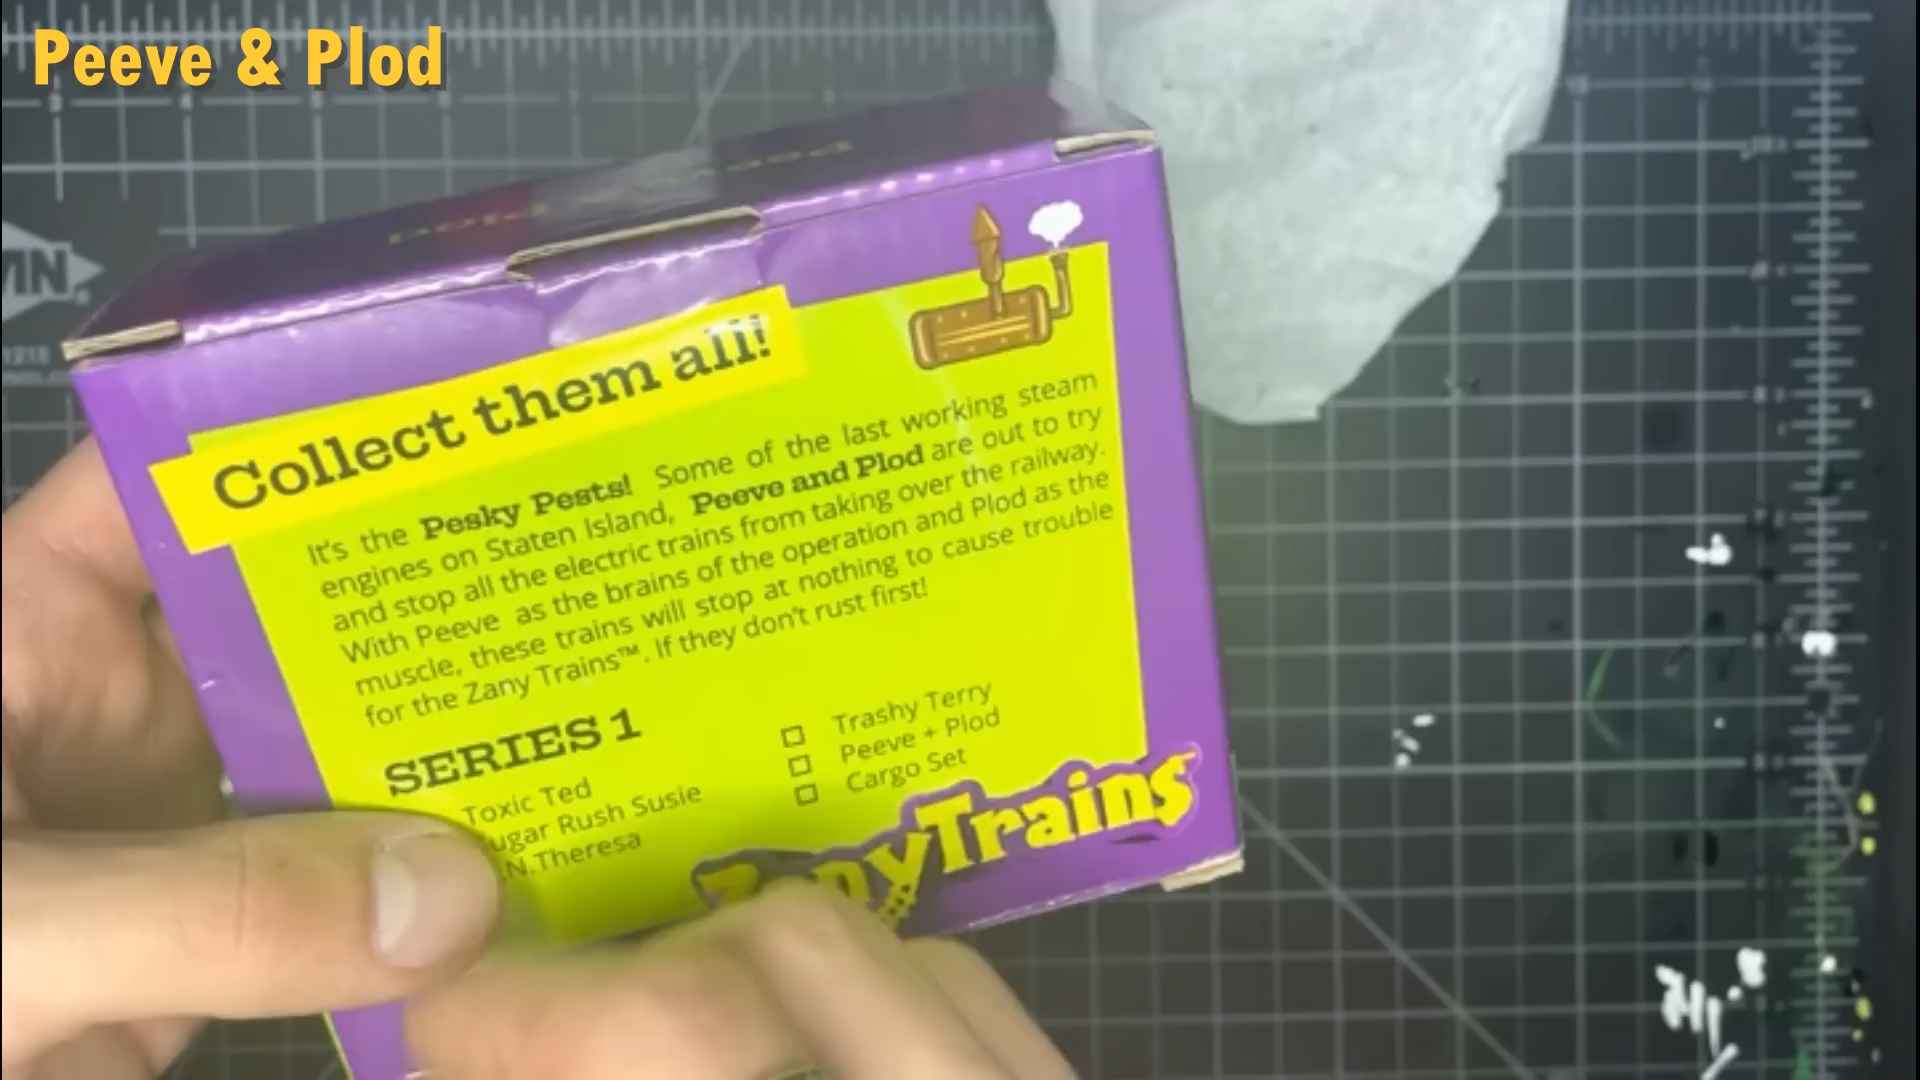 Peeve & Plod
Collect them all!
It's the Pesky Pests! Some of the last working steam
engines on Staten Island, Peeve and Plod are out to try
and stop all the electric trains from taking over the railway.
With Peeve as the brains of the operation and Plod as the
muscle, these trains will stop at nothing to cause trouble
for the Zany Trains™. If they don't rust first!
SERIES 1
Toxic Ted
Rush Susie
Theresa
Trashy Terry
Peeve + Plod
Cargo Set
Zany Trains